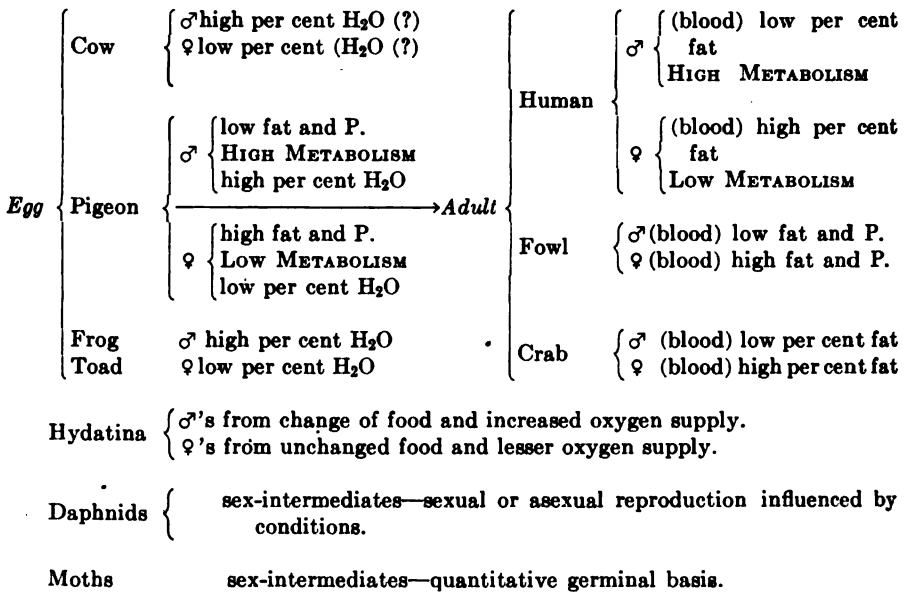 Egg
Cow
♂ high per cent H₂O (?)
♀ low per cent (H₂O (?)
Pigeon
♂
low fat and P.
HIGH METABOLISM
high per cent H₂O
♀
high fat and P.
LOW METABOLISM
low per cent H₂O
Frog ♂ high per cent H₂O
Toad ♀ low per cent H₂O
Adult
Human
♂
(blood) low per cent
fat
HIGH METABOLISM
♀
(blood) high per cent
fat
LOW METABOLISM
Fowl
♂ (blood) low fat and P.
♀ (blood) high fat and P.
Crab
♂ (blood) low per cent fat
♀ (blood) high per cent fat
Hydatina
♂'s from change of food and increased oxygen supply.
♀'s from unchanged food and lesser oxygen supply.
Daphnids
sex-intermediates—sexual or asexual reproduction influenced by
conditions.
Moths sex-intermediates—quantitative germinal basis.